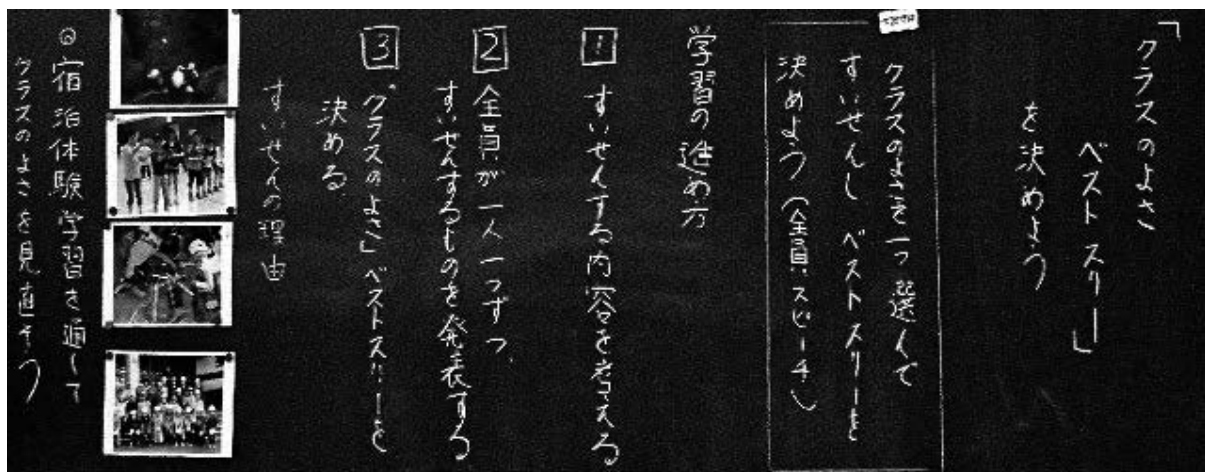 「クラスのよさ
ベストスリー」
を決めよう
クラスのよさを一つ選んで
すいせんし ベストスリーを
決めよう(全員スピーチ)
学習の進め方
1 すいせんする内容を考える
2 全員が一人一つずつ、
すいせんするものを発表する
3 「クラスのよさ」ベストスリーを
決める
すいせんの理由
◎宿泊体験学習を通して
クラスのよさを見直そう